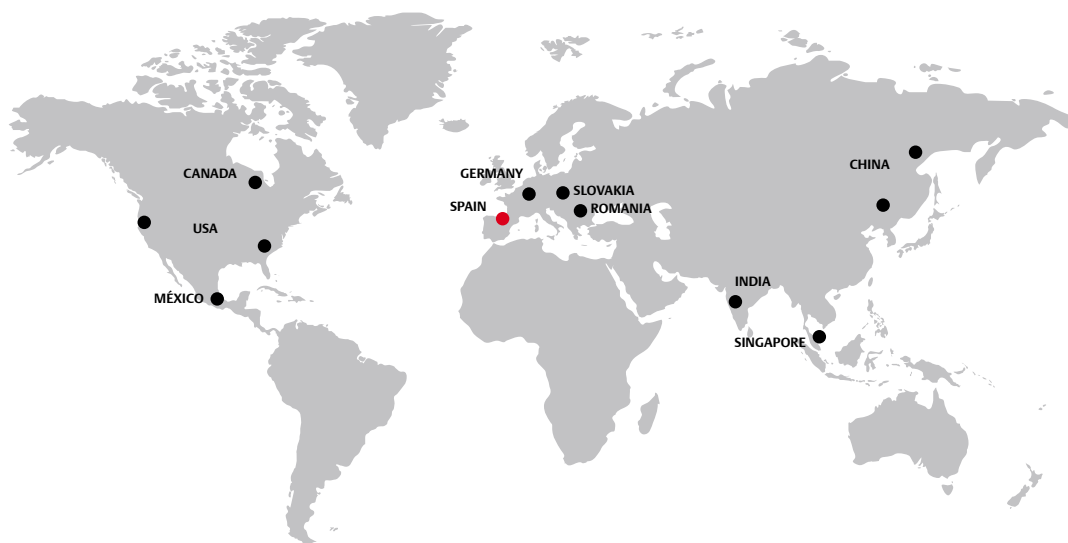 CHINA
GERMANY
CANADA
SLOVAKIA
SPAIN
ROMANIA
USA
INDIA
MÉXICO
SINGAPORE